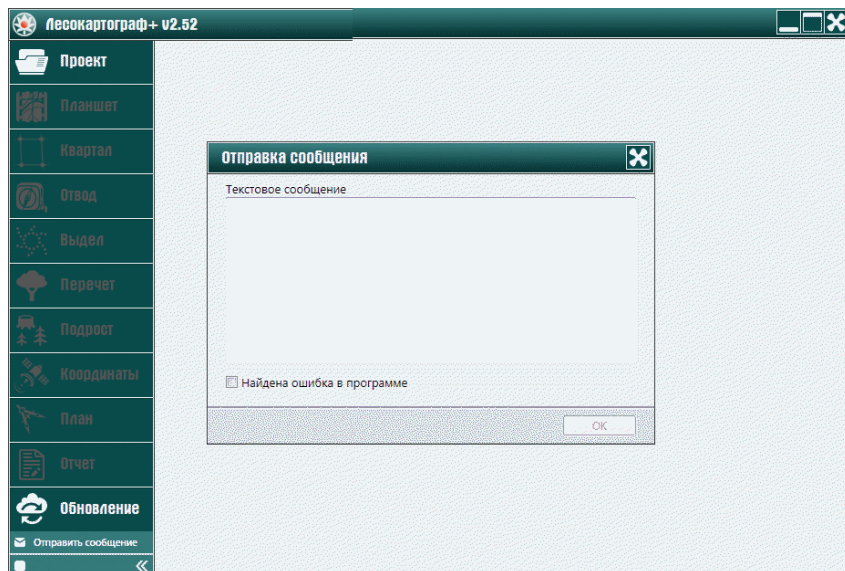 Лесокартограф+ v2.52
Проект
Планшет
Квартал
Отвод
Выдел
Перечет
Подрост
Координаты
План
Отчет
Обновление
Отправить сообщение
Отправка сообщения
Текстовое сообщение
Найдена ошибка в программе
ОК